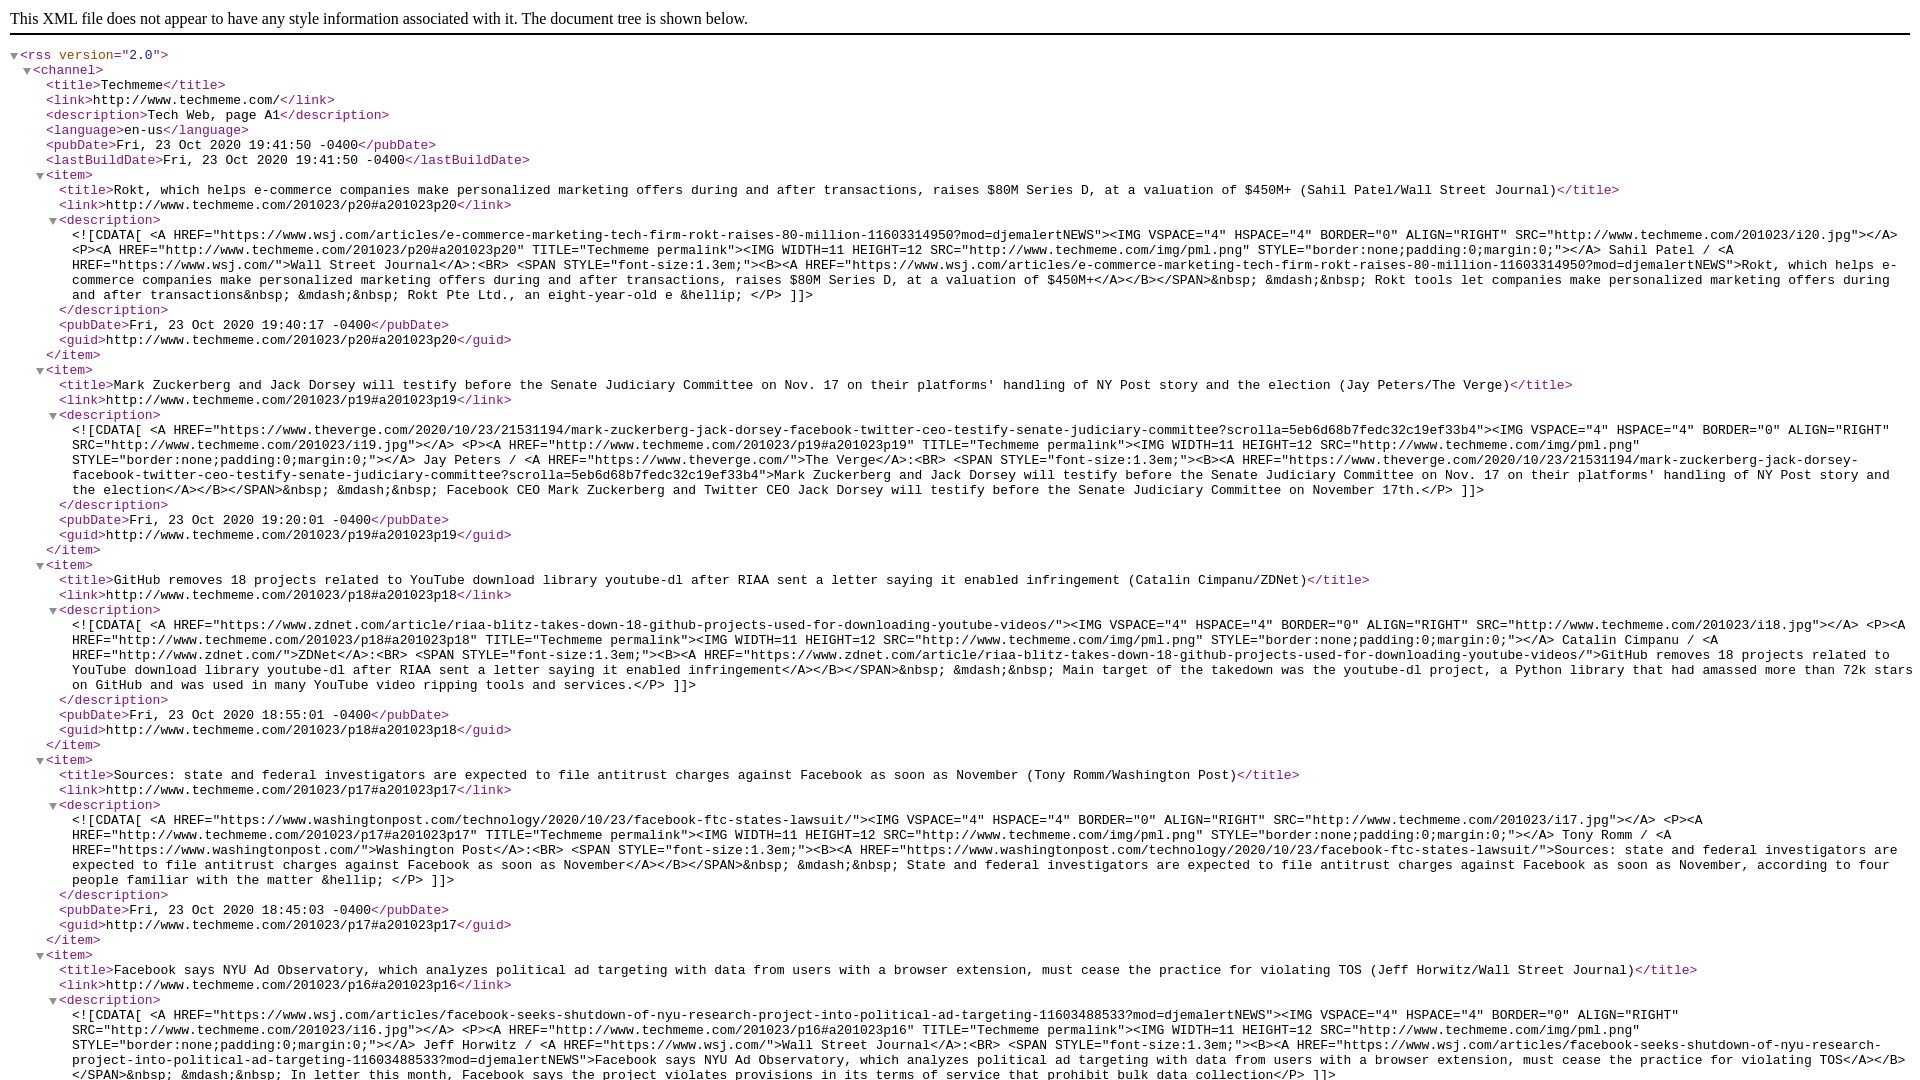 This XML file does not appear to have any style information associated with it. The document tree is shown below.
<rss version="2.0">
<channel>
<title>Techmeme</title>
<link>http://www.techmeme.com/</link>
<description>Tech Web, page A1</description>
<language>en-us</language>
<pubDate>Fri, 23 Oct 2020 19:41:50 -0400</pubDate>
<lastBuildDate>Fri, 23 Oct 2020 19:41:50 -0400</lastBuildDate>
<item>
<title>Rokt, which helps e-commerce companies make personalized marketing offers during and after transactions, raises $80M Series D, at a valuation of $450M+ (Sahil Patel/Wall Street Journal)</title>
<link>http://www.techmeme.com/201023/p20#a201023p20</link>
<description>
<![CDATA[ <A HREF="https://www.wsj.com/articles/e-commerce-marketing-tech-firm-rokt-raises-80-million-11603314950?mod=djemalertNEWS"><IMG VSPACE="4" HSPACE="4" BORDER="0" ALIGN="RIGHT" SRC="http://www.techmeme.com/201023/i20.jpg"></A>
<P><A HREF="http://www.techmeme.com/201023/p20#a201023p20" TITLE="Techmeme permalink"><IMG WIDTH=11 HEIGHT=12 SRC="http://www.techmeme.com/img/pml.png" STYLE="border:none;padding:0;margin:0;"></A> Sahil Patel / <A
HREF="https://www.wsj.com/">Wall Street Journal</A>:<BR> <SPAN STYLE="font-size:1.3em;"><B><A HREF="https://www.wsj.com/articles/e-commerce-marketing-tech-firm-rokt-raises-80-million-11603314950?mod=djemalertNEWS">Rokt, which helps e-
commerce companies make personalized marketing offers during and after transactions, raises $80M Series D, at a valuation of $450M+</A></B></SPAN>&nbsp; &mdash;&nbsp; Rokt tools let companies make personalized marketing offers during
and after transactions&nbsp; &mdash;&nbsp; Rokt Pte Ltd., an eight-year-old e &hellip; </P> ]]>
</description>
<pubDate>Fri, 23 Oct 2020 19:40:17 -0400</pubDate>
<guid>http://www.techmeme.com/201023/p20#a201023p20</guid>
</item>
<item>
<title>Mark Zuckerberg and Jack Dorsey will testify before the Senate Judiciary Committee on Nov. 17 on their platforms' handling of NY Post story and the election (Jay Peters/The Verge)</title>
<link>http://www.techmeme.com/201023/p19#a201023p19</link>
<description>
<![CDATA[ <A HREF="https://www.theverge.com/2020/10/23/21531194/mark-zuckerberg-jack-dorsey-facebook-twitter-ceo-testify-senate-judiciary-committee?scrolla=5eb6d68b7fedc32c19ef33b4"><IMG VSPACE="4" HSPACE="4" BORDER="0" ALIGN="RIGHT"
SRC="http://www.techmeme.com/201023/i19.jpg"></A> <P><A HREF="http://www.techmeme.com/201023/p19#a201023p19" TITLE="Techmeme permalink"><IMG WIDTH=11 HEIGHT=12 SRC="http://www.techmeme.com/img/pml.png"
STYLE="border:none;padding:0;margin:0;"></A> Jay Peters / <A HREF="https://www.theverge.com/">The Verge</A>:<BR> <SPAN STYLE="font-size:1.3em;"><B><A HREF="https://www.theverge.com/2020/10/23/21531194/mark-zuckerberg-jack-dorsey-
facebook-twitter-ceo-testify-senate-judiciary-committee?scrolla=5eb6d68b7fedc32c19ef33b4">Mark Zuckerberg and Jack Dorsey will testify before the Senate Judiciary Committee on Nov. 17 on their platforms' handling of NY Post story and
the election</A></B></SPAN>&nbsp; &mdash;&nbsp; Facebook CEO Mark Zuckerberg and Twitter CEO Jack Dorsey will testify before the Senate Judiciary Committee on November 17th.</P> ]]>
</description>
<pubDate>Fri, 23 Oct 2020 19:20:01 -0400</pubDate>
<guid>http://www.techmeme.com/201023/p19#a201023p19</guid>
</item>
<item>
<title>GitHub removes 18 projects related to YouTube download library youtube-dl after RIAA sent a letter saying it enabled infringement (Catalin Cimpanu/ZDNet)</title>
<link>http://www.techmeme.com/201023/p18#a201023p18</link>
<description>
<![CDATA[ <A HREF="https://www.zdnet.com/article/riaa-blitz-takes-down-18-github-projects-used-for-downloading-youtube-videos/"><IMG VSPACE="4" HSPACE="4" BORDER="0" ALIGN="RIGHT" SRC="http://www.techmeme.com/201023/i18.jpg"></A> <P><A
HREF="http://www.techmeme.com/201023/p18#a201023p18" TITLE="Techmeme permalink"><IMG WIDTH=11 HEIGHT=12 SRC="http://www.techmeme.com/img/pml.png" STYLE="border:none;padding:0;margin:0;"></A> Catalin Cimpanu / <A
HREF="http://www.zdnet.com/">ZDNet</A>:<BR> <SPAN STYLE="font-size:1.3em;"><B><A HREF="https://www.zdnet.com/article/riaa-blitz-takes-down-18-github-projects-used-for-downloading-youtube-videos/">GitHub removes 18 projects related to
YouTube download library youtube-dl after RIAA sent a letter saying it enabled infringement</A></B></SPAN>&nbsp; &mdash;&nbsp; Main target of the takedown was the youtube-dl project, a Python library that had amassed more than 72k stars
on GitHub and was used in many YouTube video ripping tools and services.</P> ]]>
</description>
<pubDate>Fri, 23 Oct 2020 18:55:01 -0400</pubDate>
<guid>http://www.techmeme.com/201023/p18#a201023p18</guid>
</item>
<item>
<title>Sources: state and federal investigators are expected to file antitrust charges against Facebook as soon as November (Tony Romm/Washington Post)</title>
<link>http://www.techmeme.com/201023/p17#a201023p17</link>
<description>
<![CDATA[ <A HREF="https://www.washingtonpost.com/technology/2020/10/23/facebook-ftc-states-lawsuit/"><IMG VSPACE="4" HSPACE="4" BORDER="0" ALIGN="RIGHT" SRC="http://www.techmeme.com/201023/i17.jpg"></A> <P><A
HREF="http://www.techmeme.com/201023/p17#a201023p17" TITLE="Techmeme permalink"><IMG WIDTH=11 HEIGHT=12 SRC="http://www.techmeme.com/img/pml.png" STYLE="border:none;padding:0;margin:0;"></A> Tony Romm / <A
HREF="https://www.washingtonpost.com/">Washington Post</A>:<BR> <SPAN STYLE="font-size:1.3em;"><B><A HREF="https://www.washingtonpost.com/technology/2020/10/23/facebook-ftc-states-lawsuit/">Sources: state and federal investigators are
expected to file antitrust charges against Facebook as soon as November</A></B></SPAN>&nbsp; &mdash;&nbsp; State and federal investigators are expected to file antitrust charges against Facebook as soon as November, according to four
people familiar with the matter &hellip; </P> ]]>
</description>
<pubDate>Fri, 23 Oct 2020 18:45:03 -0400</pubDate>
<guid>http://www.techmeme.com/201023/p17#a201023p17</guid>
</item>
<item>
<title>Facebook says NYU Ad Observatory, which analyzes political ad targeting with data from users with a browser extension, must cease the practice for violating TOS (Jeff Horwitz/Wall Street Journal)</title>
<link>http://www.techmeme.com/201023/p16#a201023p16</link>
<description>
<![CDATA[ <A HREF="https://www.wsj.com/articles/facebook-seeks-shutdown-of-nyu-research-project-into-political-ad-targeting-11603488533?mod=djemalertNEWS"><IMG VSPACE="4" HSPACE="4" BORDER="0" ALIGN="RIGHT"
SRC="http://www.techmeme.com/201023/i16.jpg"></A> <P><A HREF="http://www.techmeme.com/201023/p16#a201023p16" TITLE="Techmeme permalink"><IMG WIDTH=11 HEIGHT=12 SRC="http://www.techmeme.com/img/pml.png"
STYLE="border:none;padding:0;margin:0;"></A> Jeff Horwitz / <A HREF="https://www.wsj.com/">Wall Street Journal</A>:<BR> <SPAN STYLE="font-size:1.3em;"><B><A HREF="https://www.wsj.com/articles/facebook-seeks-shutdown-of-nyu-research-
project-into-political-ad-targeting-11603488533?mod=djemalertNEWS">Facebook says NYU Ad Observatory, which analyzes political ad targeting with data from users with a browser extension, must cease the practice for violating TOS</A></B>
</SPAN>&nbsp; &mdash;&nbsp; In letter this month, Facebook says the project violates provisions in its terms of service that prohibit bulk data collection</P> ]]>